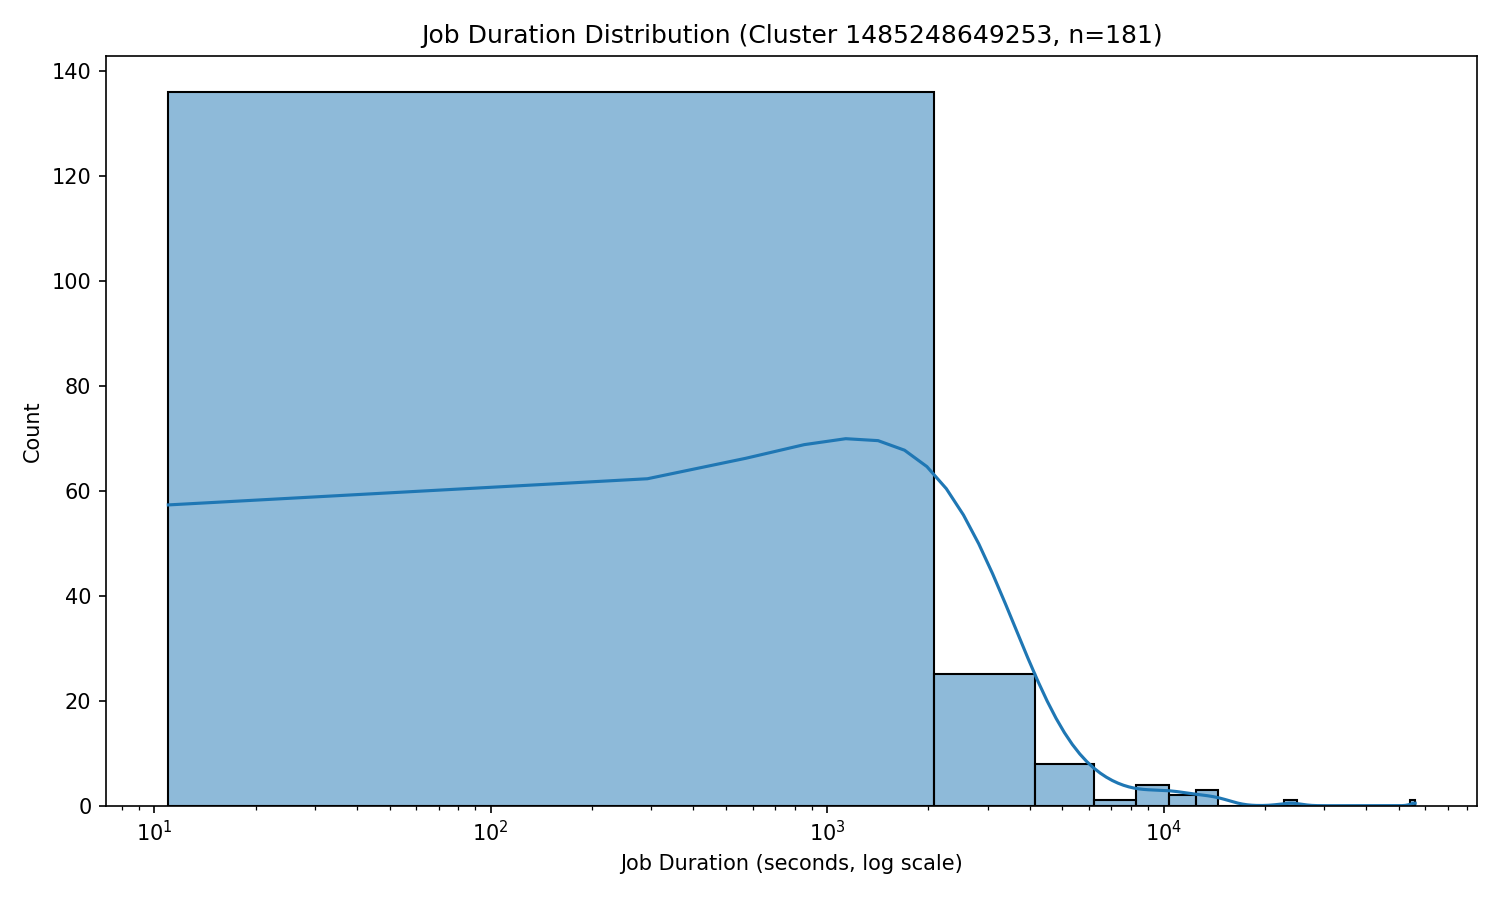 Job Duration Distribution (Cluster 1485248649253, n=181)
140
120
100
80
60
40
20
0
Count
10¹ 10² 10³ 10⁴
Job Duration (seconds, log scale)